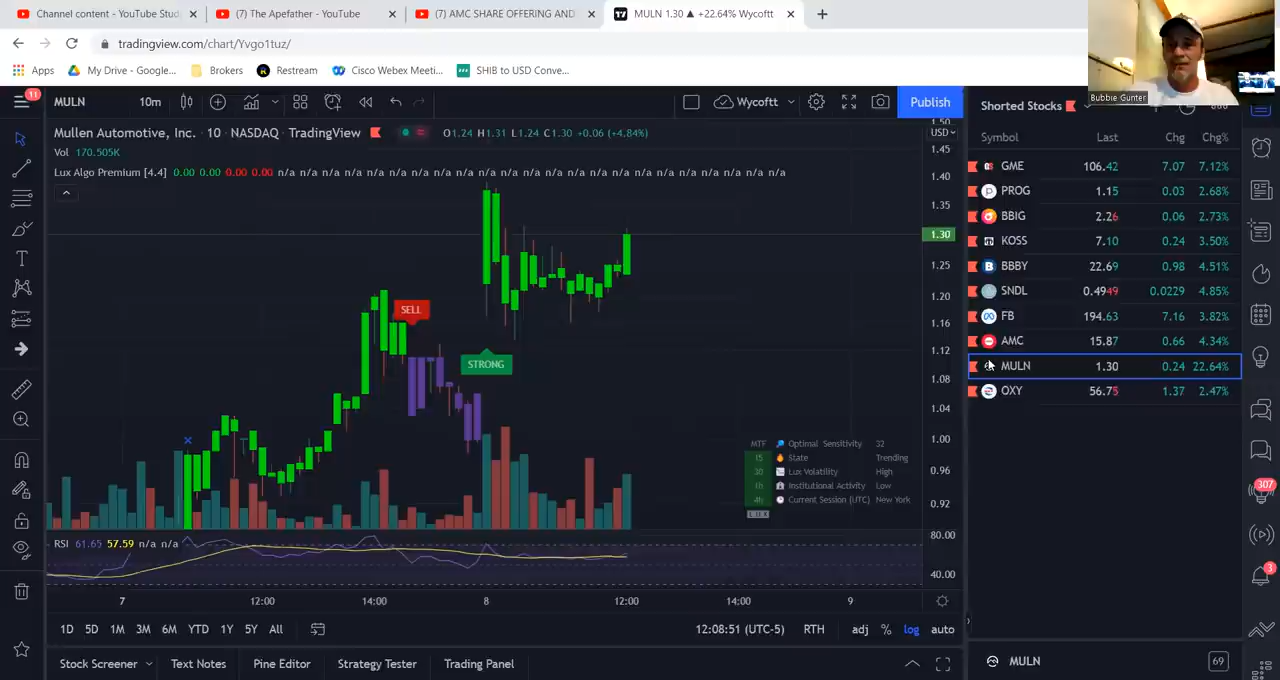 Channel content - YouTube Stud
(7) The Apefather - YouTube
(7) AMC SHARE OFFERING AND
MULN 1.30 ▲ +22.64% Wycoftt
tradingview.com/chart/Yvgo1tuz/
Apps
My Drive - Google...
Brokers
Restream
Cisco Webex Meeti...
SHIB to USD Conve...
Bubbie Gunter
11
MULN
10m
Wycoftt
Publish
Shorted Stocks
Mullen Automotive, Inc. · 10 · NASDAQ · TradingView
O1.24 H1.31 L1.24 C1.30 +0.06 (+4.84%)
Vol 170.505K
Lux Algo Premium [4.4] 0.00 0.00 0.00 0.00 n/a n/a n/a n/a n/a n/a n/a n/a n/a n/a n/a n/a n/a n/a n/a n/a n/a n/a n/a n/a n/a n/a
USD
1.50
1.45
1.40
1.35
1.30
1.25
1.20
1.16
1.12
1.08
1.04
1.00
0.96
0.92
80.00
40.00
SELL
STRONG
MTF
15
30
1h
4h
LUX
Optimal Sensitivity 32
State Trending
Lux Volatility High
Institutional Activity Low
Current Session (UTC) New York
RSI 61.65 57.59 n/a n/a
7 12:00 14:00 8 12:00 14:00 9
1D 5D 1M 3M 6M YTD 1Y 5Y All
12:08:51 (UTC-5) RTH adj % log auto
Stock Screener Text Notes Pine Editor Strategy Tester Trading Panel
Symbol Last Chg Chg%
GME 106.42 7.07 7.12%
PROG 1.15 0.03 2.68%
BBIG 2.26 0.06 2.73%
KOSS 7.10 0.24 3.50%
BBBY 22.69 0.98 4.51%
SNDL 0.4949 0.0229 4.85%
FB 194.63 7.16 3.82%
AMC 15.87 0.66 4.34%
MULN 1.30 0.24 22.64%
OXY 56.75 1.37 2.47%
MULN
69
307
3